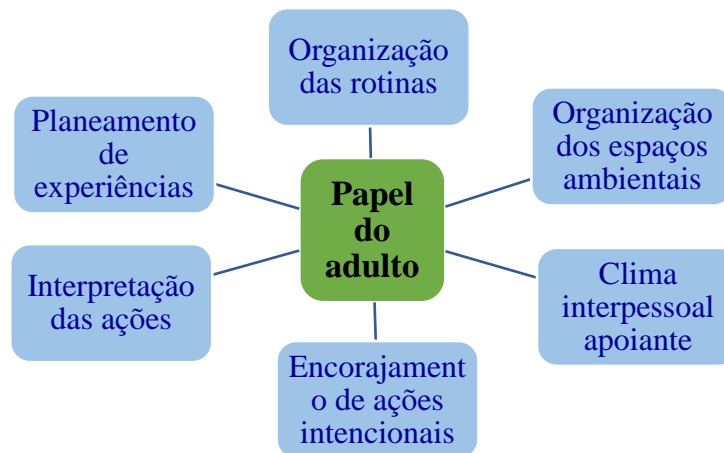 Organização
das rotinas
Planeamento
de
experiências
Organização
dos espaços
ambientais
Papel
do
adulto
Interpretação
das ações
Clima
interpessoal
apoiante
Encorajament
o de ações
intencionais